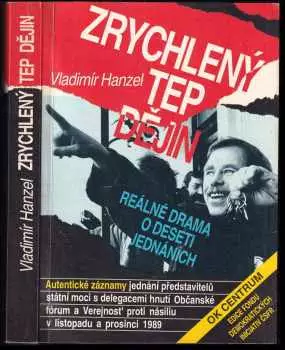 Vladimír Hanzel ZRYCHLENÝ TEP DĚJIN
ZRYCHLENÝ
Vladimír Hanzel
TEP
DĚJIN
REÁLNÉ DRAMA
O DESETI
JEDNÁNÍCH
OK CENTRUM
EDICE FONDU
DEMOKRATICKÝCH
INICIATIV ČSFR
Autentické záznamy jednání představitelů
státní moci s delegacemi hnutí Občanské
fórum a Verejnosť proti násiliu
v listopadu a prosinci 1989